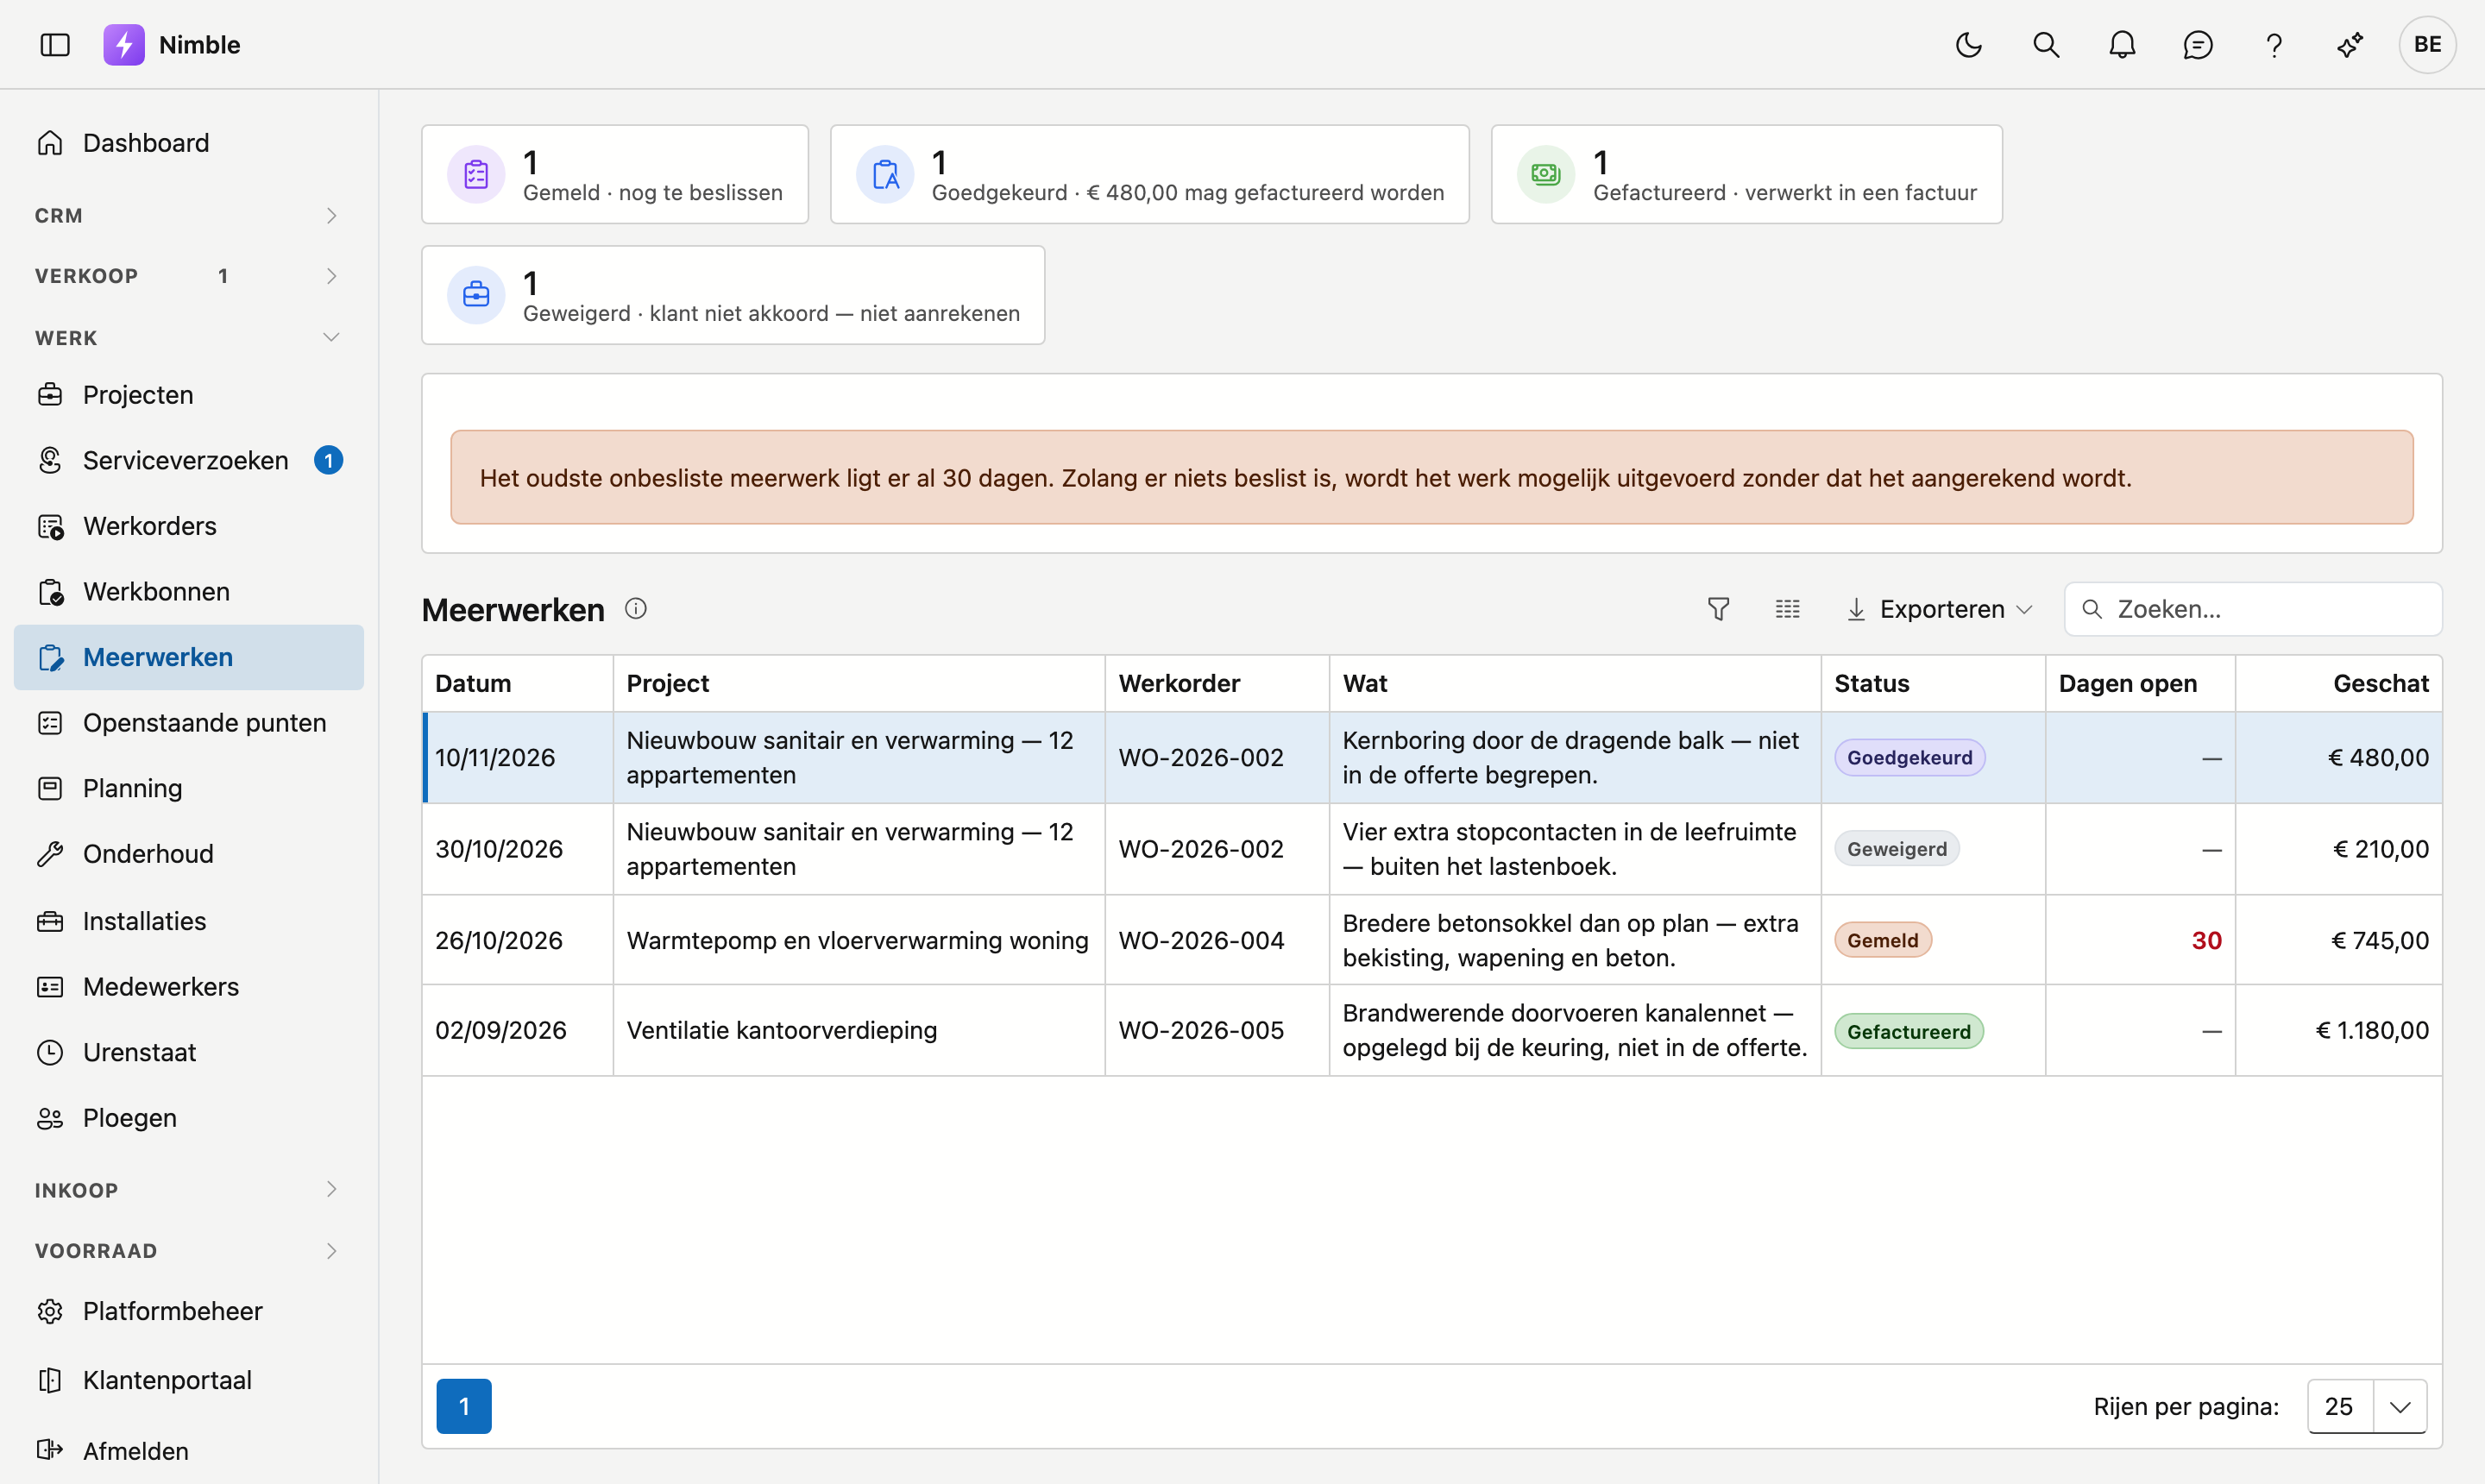 Nimble
BE
Dashboard
CRM
VERKOOP 1
WERK
Projecten
Serviceverzoeken 1
Werkorders
Werkbonnen
Meerwerken
Openstaande punten
Planning
Onderhoud
Installaties
Medewerkers
Urenstaat
Ploegen
INKOOP
VOORRAAD
Platformbeheer
Klantenportaal
Afmelden
1
Gemeld · nog te beslissen
1
Goedgekeurd · € 480,00 mag gefactureerd worden
1
Gefactureerd · verwerkt in een factuur
1
Geweigerd · klant niet akkoord — niet aanrekenen
Het oudste onbesliste meerwerk ligt er al 30 dagen. Zolang er niets beslist is, wordt het werk mogelijk uitgevoerd zonder dat het aangerekend wordt.
Meerwerken
Exporteren
Zoeken...
Datum Project Werkorder Wat Status Dagen open Geschat
10/11/2026 Nieuwbouw sanitair en verwarming — 12 appartementen WO-2026-002 Kernboring door de dragende balk — niet in de offerte begrepen. Goedgekeurd — € 480,00
30/10/2026 Nieuwbouw sanitair en verwarming — 12 appartementen WO-2026-002 Vier extra stopcontacten in de leefruimte — buiten het lastenboek. Geweigerd — € 210,00
26/10/2026 Warmtepomp en vloerverwarming woning WO-2026-004 Bredere betonsokkel dan op plan — extra bekisting, wapening en beton. Gemeld 30 € 745,00
02/09/2026 Ventilatie kantoorverdieping WO-2026-005 Brandwerende doorvoeren kanalennet — opgelegd bij de keuring, niet in de offerte. Gefactureerd — € 1.180,00
1
Rijen per pagina: 25